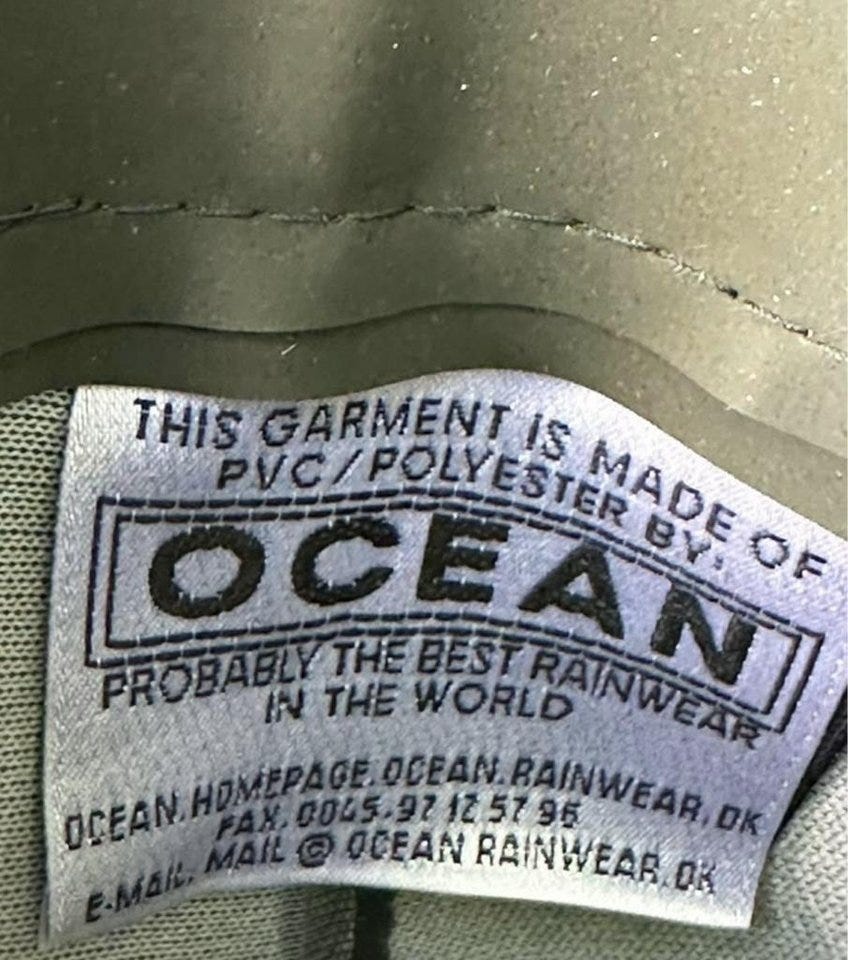 THIS GARMENT IS MADE OF
PVC/POLYESTER BY:
OCEAN
PROBABLY THE BEST RAINWEAR
IN THE WORLD
OCEAN.HOMEPAGE.OCEAN.RAINWEAR.DK
FAX. 0045.97 12 57 96
E-MAIL. MAIL @ OCEAN RAINWEAR.DK